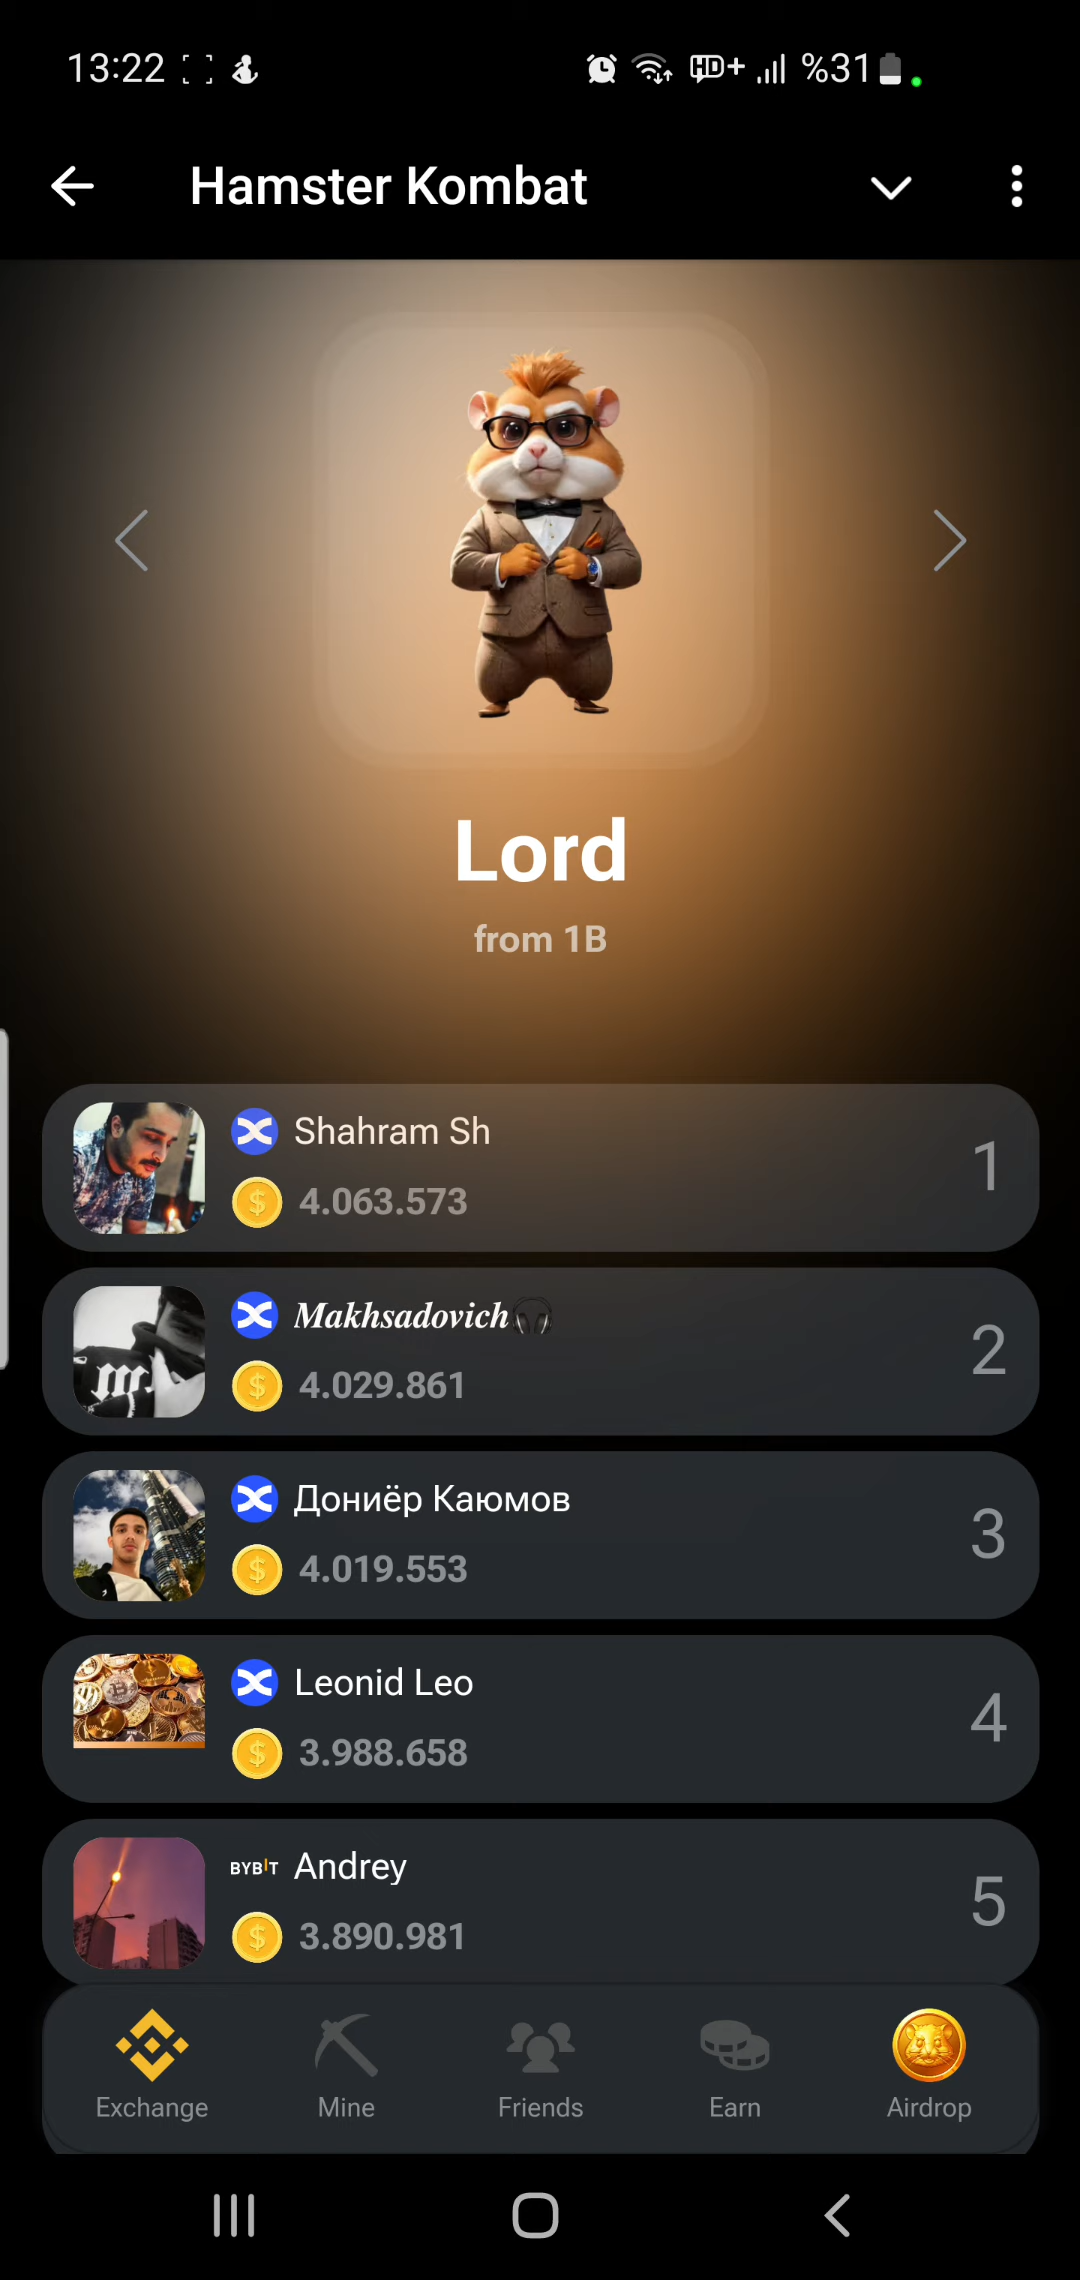 13:22
HD+ %31
Hamster Kombat
Lord
from 1B
Shahram Sh
4.063.573
1
Makhsadovich🎧
4.029.861
2
Дониёр Каюмов
4.019.553
3
Leonid Leo
3.988.658
4
BYBIT Andrey
3.890.981
5
Exchange Mine Friends Earn Airdrop